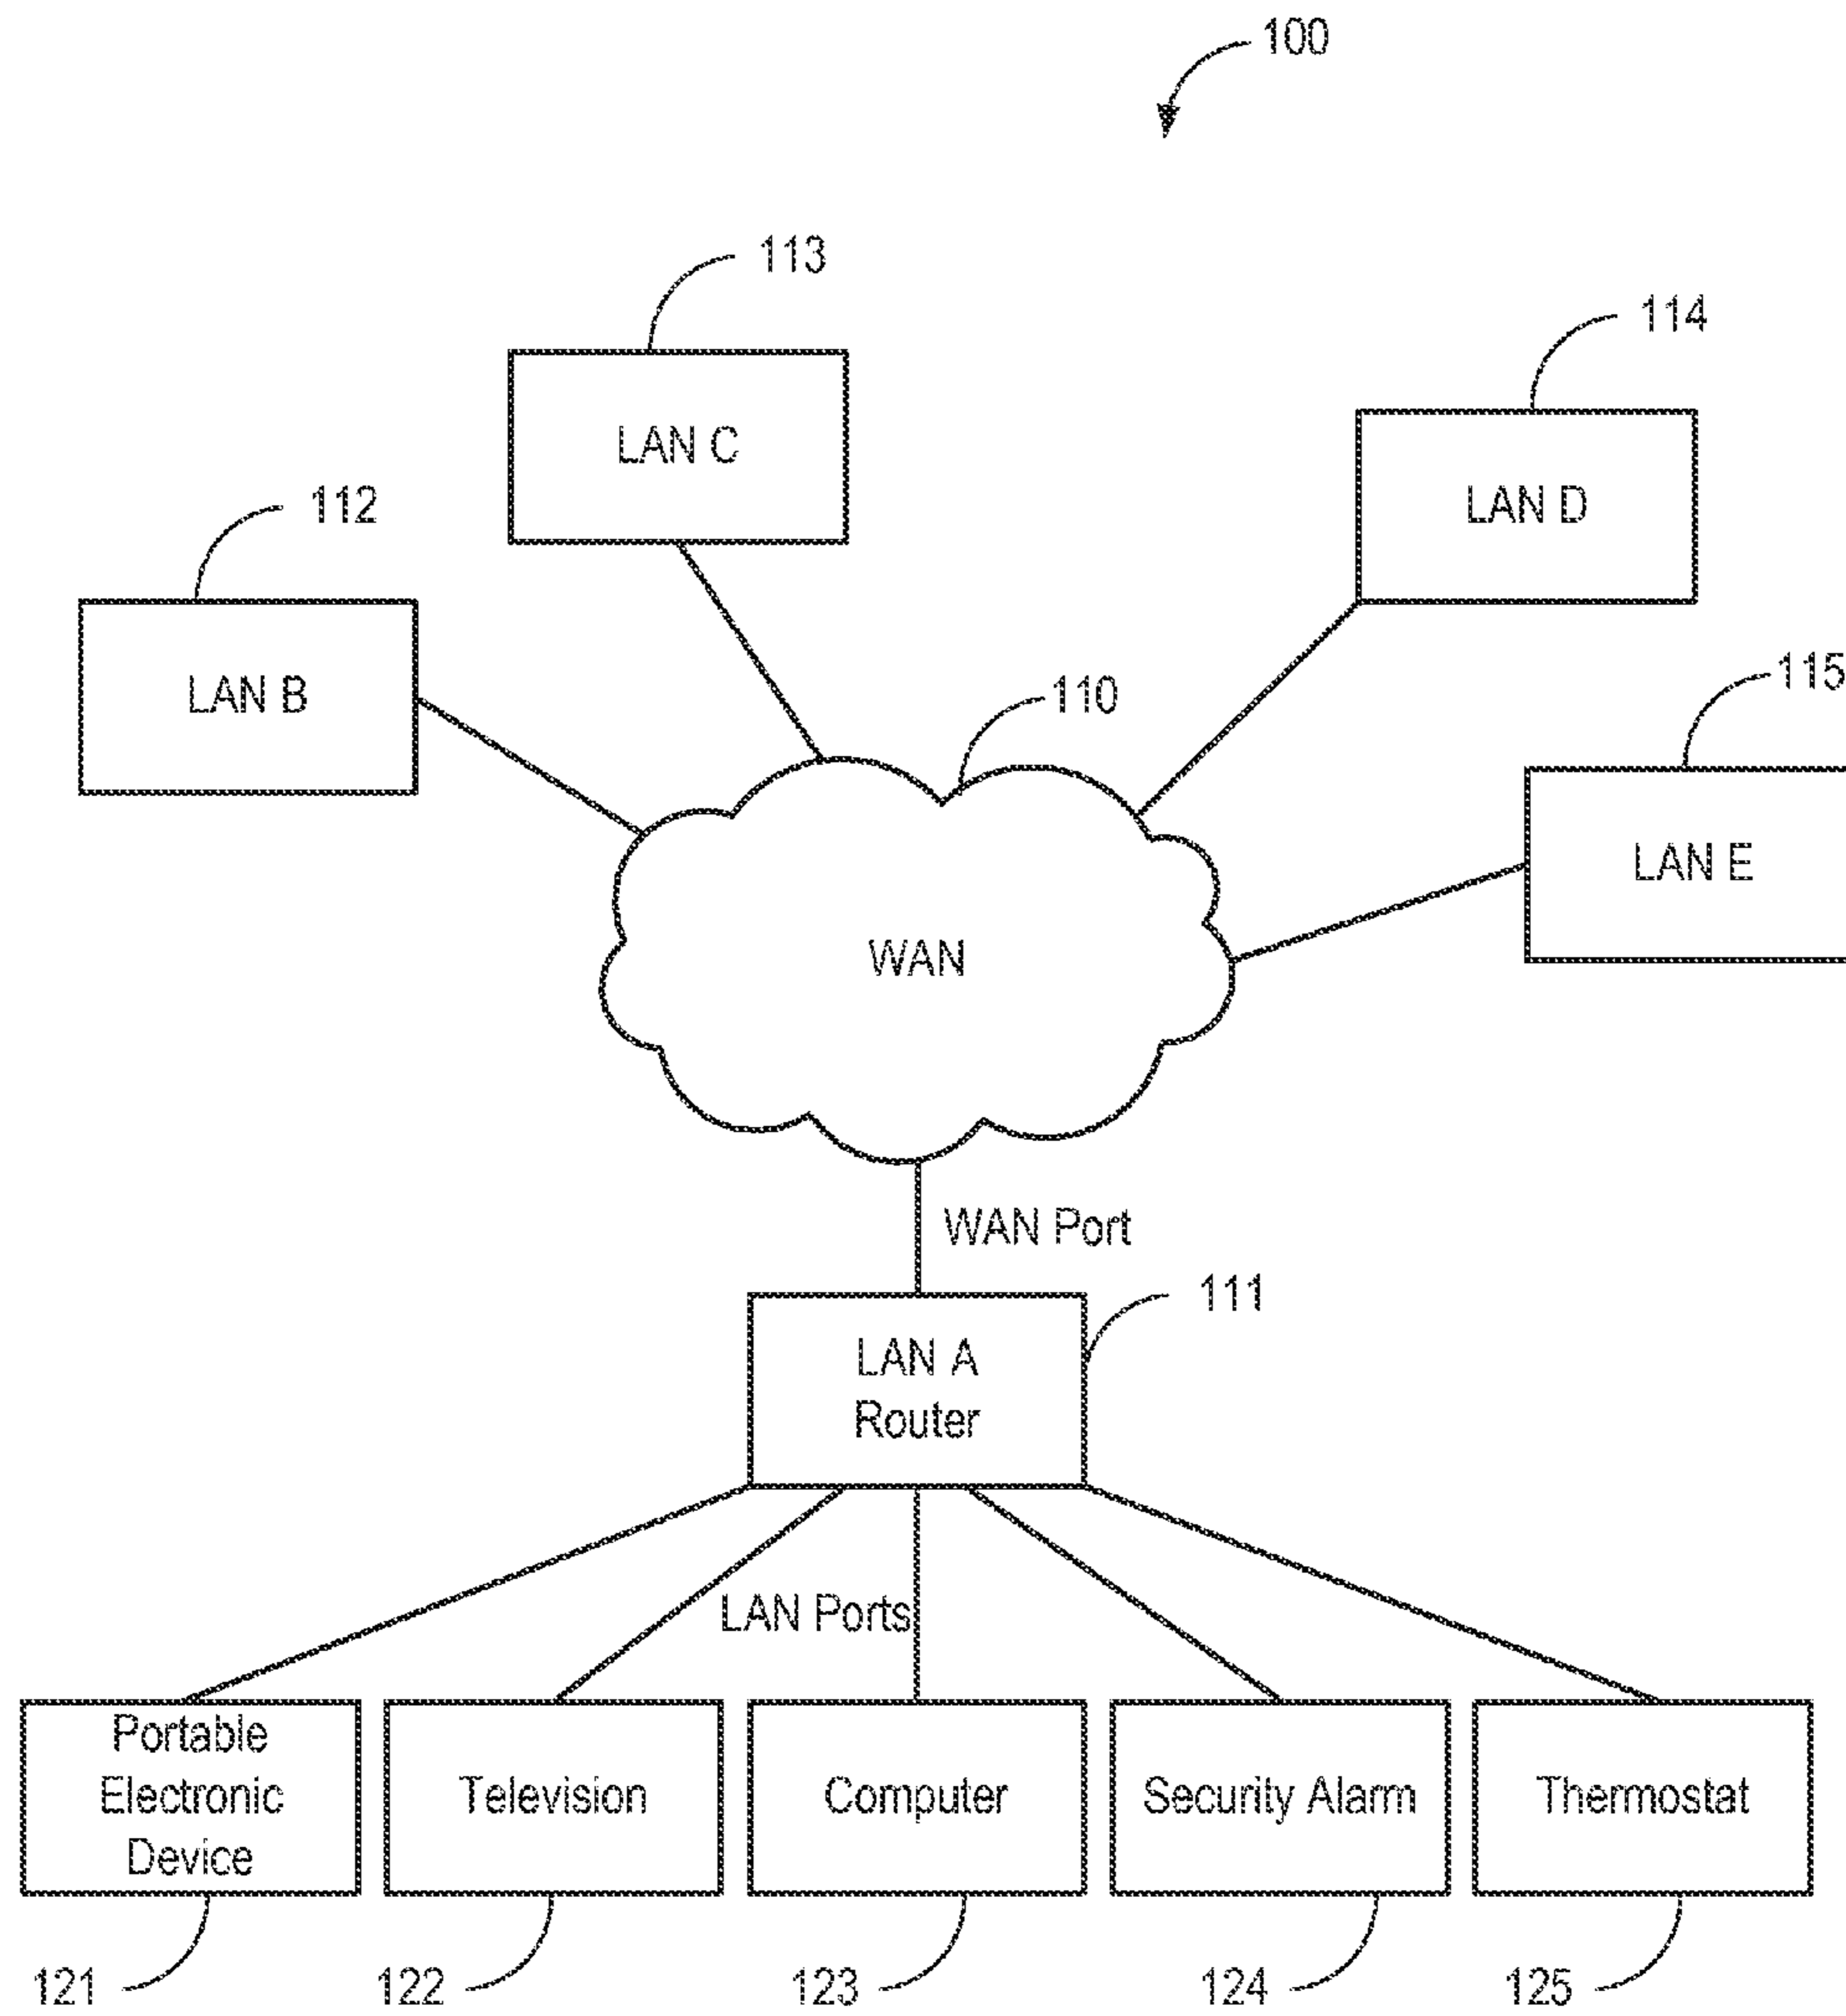 100
113
LAN C
114
LAN D
112
LAN B
110
115
LAN E
WAN
WAN Port
111
LAN A
Router
LAN Ports
Portable
Electronic
Device
Television
Computer
Security Alarm
Thermostat
121
122
123
124
125